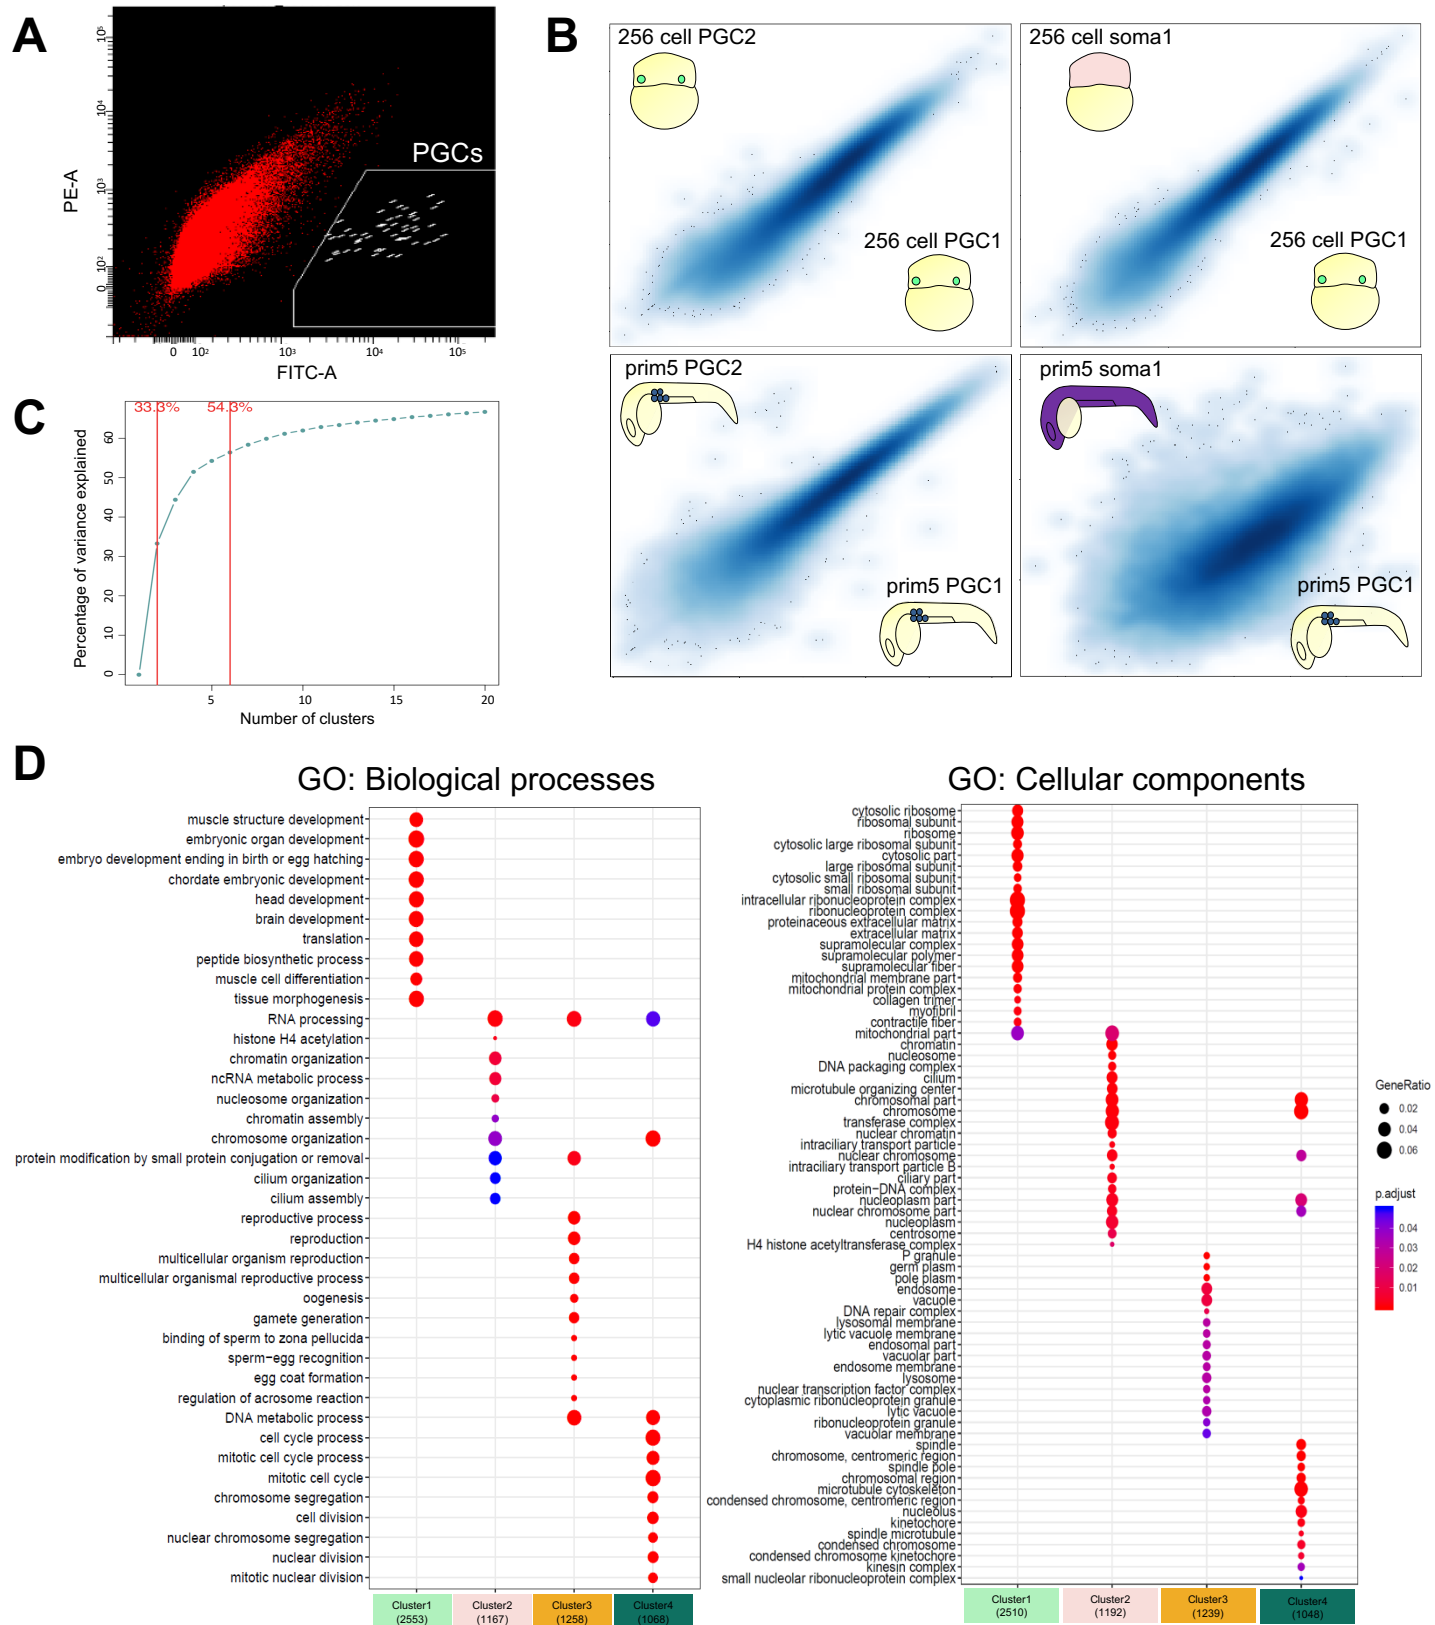 A
PGCs
PE-A
10⁵
10⁴
10³
10²
0
0
10²
10³
10⁴
10⁵
FITC-A
B
256 cell PGC2
256 cell PGC1
256 cell soma1
256 cell PGC1
prim5 PGC2
prim5 PGC1
prim5 soma1
prim5 PGC1
C
33.3%
54.3%
Percentage of variance explained
60
50
40
30
20
10
0
5
10
15
20
Number of clusters
D
GO: Biological processes
muscle structure development
embryonic organ development
embryo development ending in birth or egg hatching
chordate embryonic development
head development
brain development
translation
peptide biosynthetic process
muscle cell differentiation
tissue morphogenesis
RNA processing
histone H4 acetylation
chromatin organization
ncRNA metabolic process
nucleosome organization
chromatin assembly
chromosome organization
protein modification by small protein conjugation or removal
cilium organization
cilium assembly
reproductive process
reproduction
multicellular organism reproduction
multicellular organismal reproductive process
oogenesis
gamete generation
binding of sperm to zona pellucida
sperm−egg recognition
egg coat formation
regulation of acrosome reaction
DNA metabolic process
cell cycle process
mitotic cell cycle process
mitotic cell cycle
chromosome segregation
cell division
nuclear chromosome segregation
nuclear division
mitotic nuclear division
Cluster1
(2553)
Cluster2
(1167)
Cluster3
(1258)
Cluster4
(1068)
GO: Cellular components
cytosolic ribosome
ribosomal subunit
ribosome
cytosolic large ribosomal subunit
cytosolic part
large ribosomal subunit
cytosolic small ribosomal subunit
small ribosomal subunit
intracellular ribonucleoprotein complex
ribonucleoprotein complex
proteinaceous extracellular matrix
extracellular matrix
supramolecular complex
supramolecular polymer
supramolecular fiber
mitochondrial membrane part
mitochondrial protein complex
collagen trimer
myofibril
contractile fiber
mitochondrial part
chromatin
nucleosome
DNA packaging complex
cilium
microtubule organizing center
chromosomal part
chromosome
transferase complex
nuclear chromatin
intraciliary transport particle
nuclear chromosome
intraciliary transport particle B
ciliary part
protein−DNA complex
nucleoplasm part
nuclear chromosome part
nucleoplasm
centrosome
H4 histone acetyltransferase complex
P granule
germ plasm
pole plasm
endosome
vacuole
DNA repair complex
lysosomal membrane
lytic vacuole membrane
endosomal part
vacuolar part
endosome membrane
lysosome
nuclear transcription factor complex
cytoplasmic ribonucleoprotein granule
lytic vacuole
ribonucleoprotein granule
vacuolar membrane
spindle
chromosome, centromeric region
spindle pole
chromosomal region
microtubule cytoskeleton
condensed chromosome, centromeric region
nucleolus
kinetochore
spindle microtubule
condensed chromosome
condensed chromosome kinetochore
kinesin complex
small nucleolar ribonucleoprotein complex
Cluster1
(2510)
Cluster2
(1192)
Cluster3
(1239)
Cluster4
(1048)
GeneRatio
0.02
0.04
0.06
p.adjust
0.04
0.03
0.02
0.01